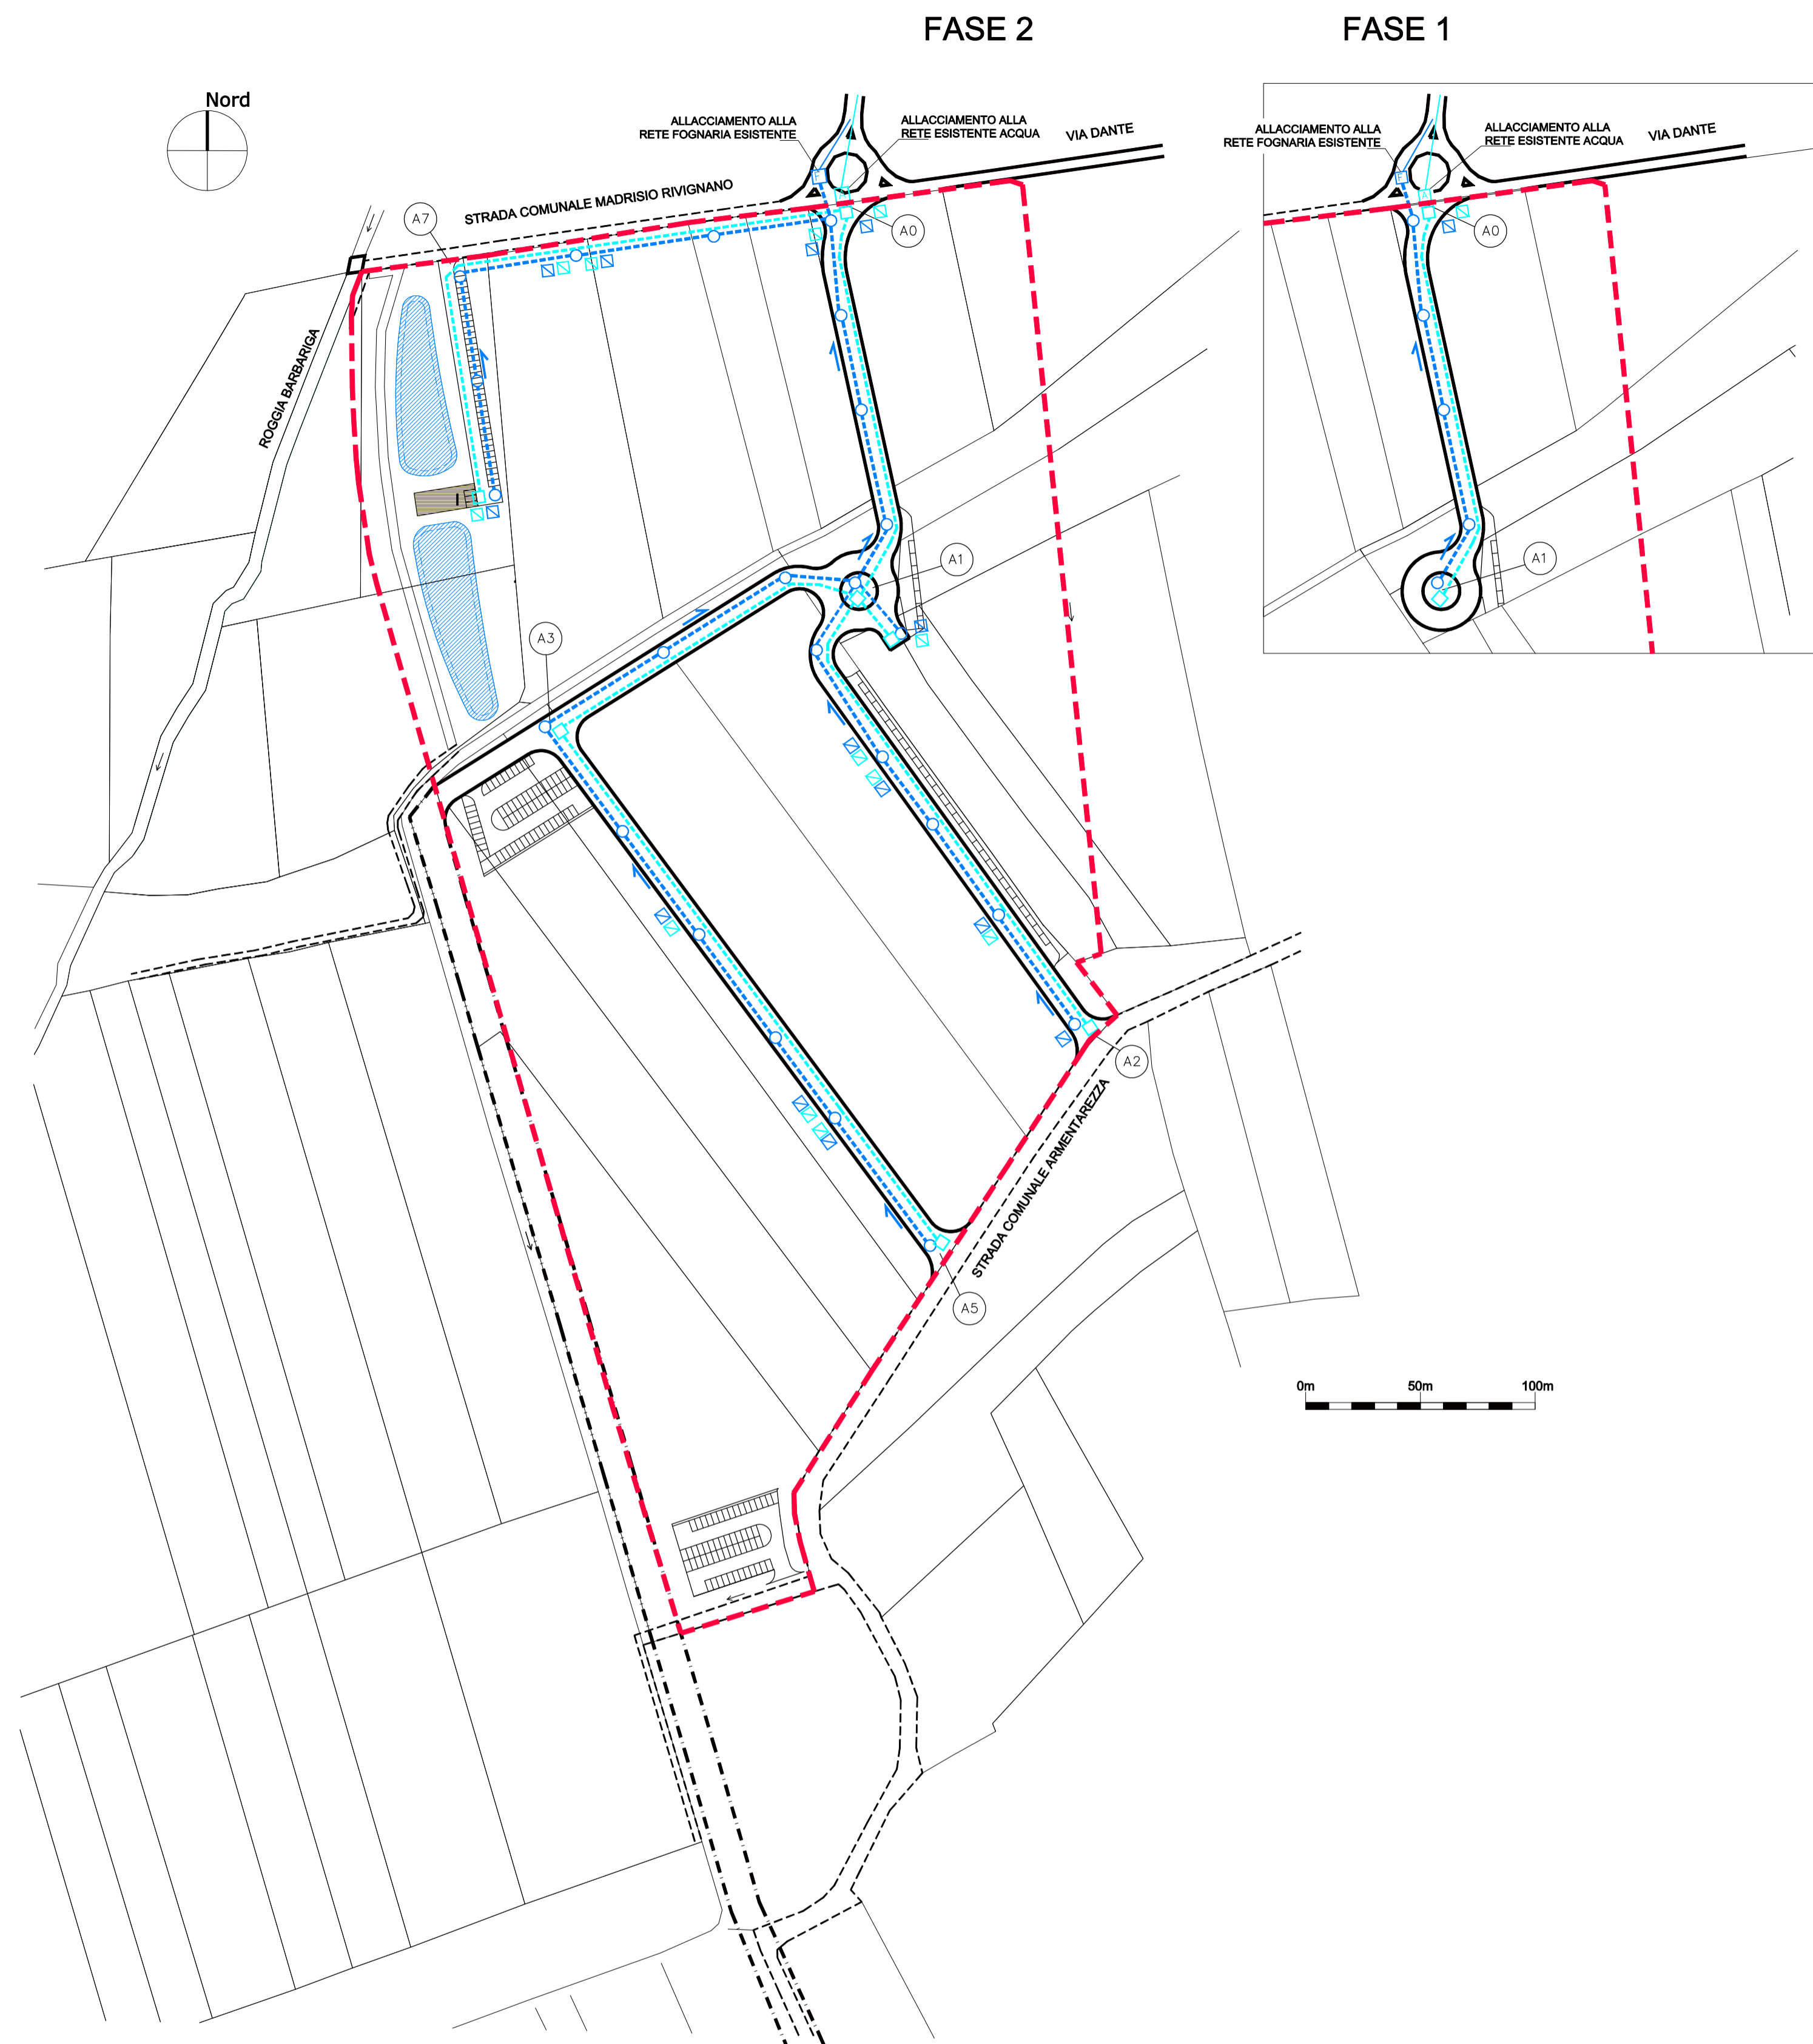 FASE 2
FASE 1
Nord
ALLACCIAMENTO ALLA
RETE FOGNARIA ESISTENTE
ALLACCIAMENTO ALLA
RETE ESISTENTE ACQUA
VIA DANTE
ALLACCIAMENTO ALLA
RETE FOGNARIA ESISTENTE
ALLACCIAMENTO ALLA
RETE ESISTENTE ACQUA
VIA DANTE
STRADA COMUNALE MADRISIO RIVIGNANO
A7
A0
A0
ROGGIA BARBARIGA
A1
A1
A3
A2
STRADA COMUNALE ARMENTAREZZA
A5
0m
50m
100m